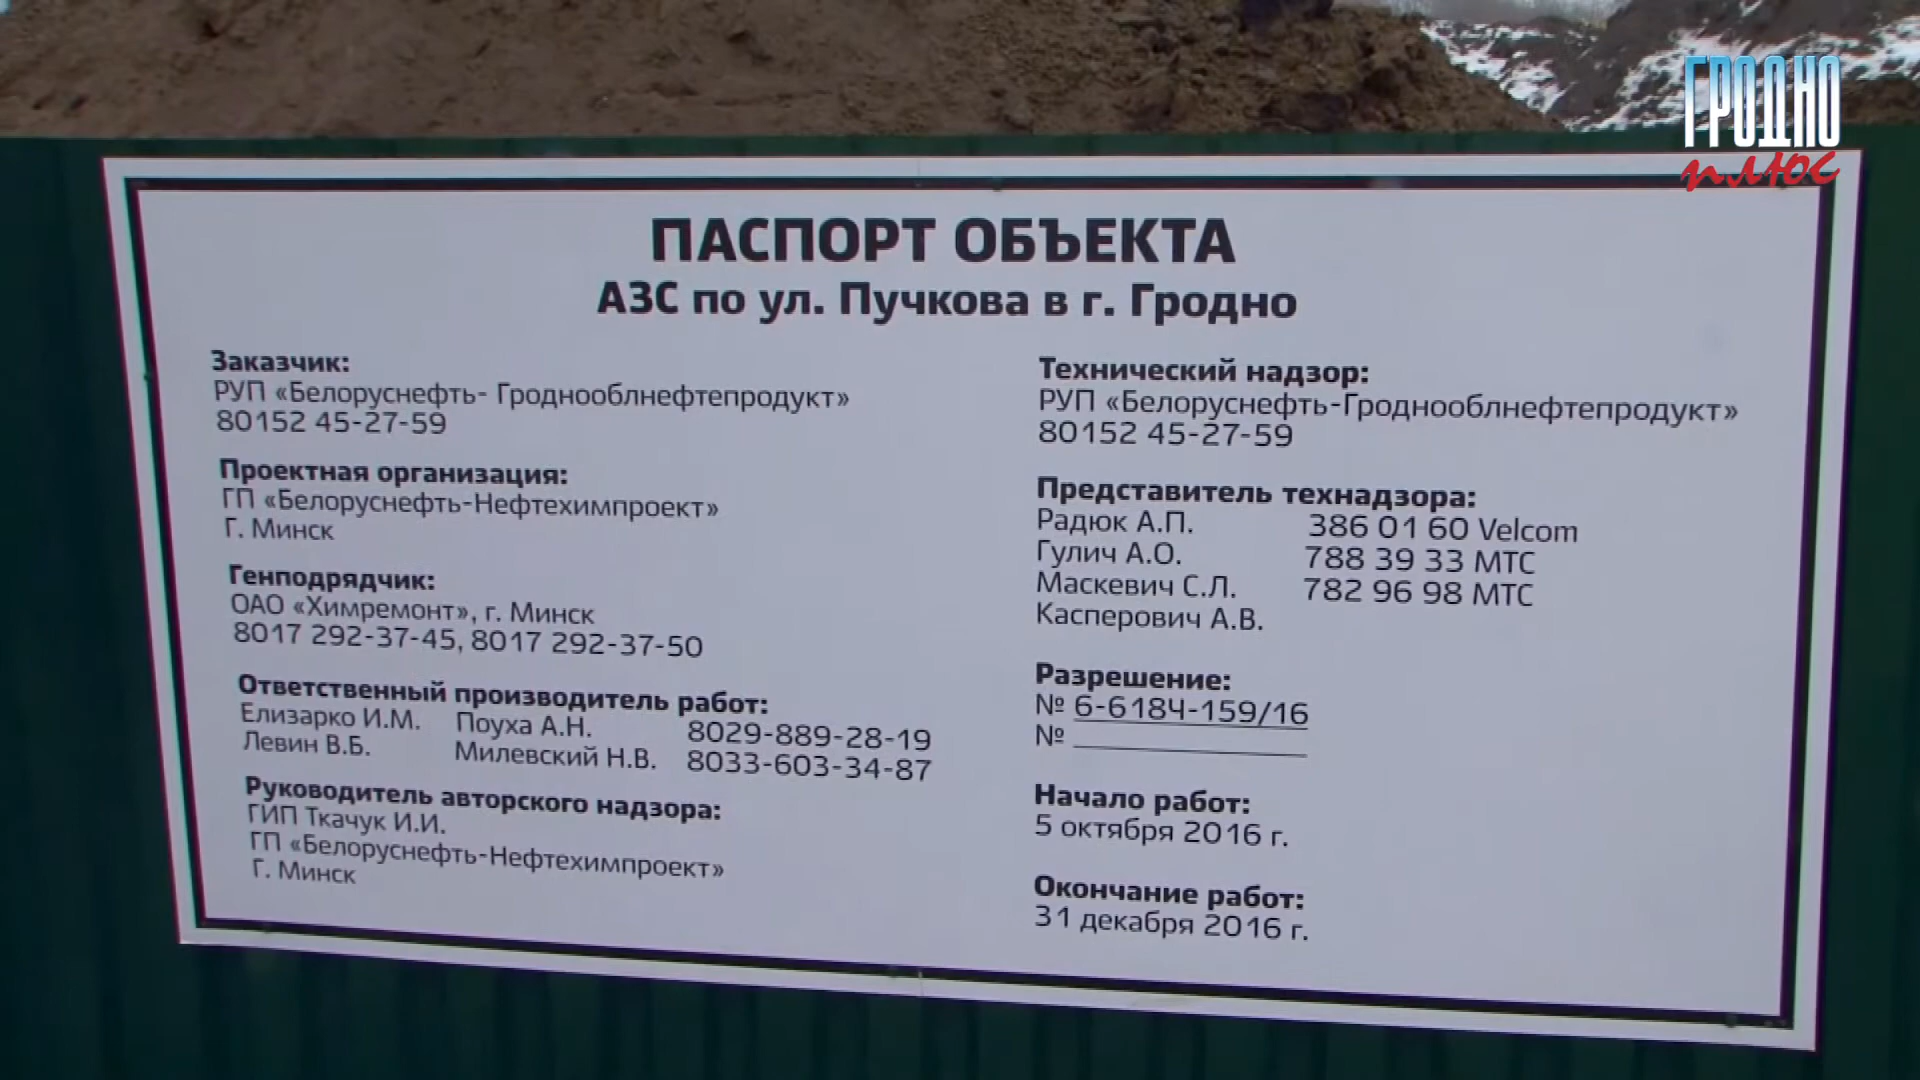 ГРОДНО
плюс
ПАСПОРТ ОБЪЕКТА
АЗС по ул. Пучкова в г. Гродно
Заказчик:
РУП «Белоруснефть- Гроднооблнефтепродукт»
80152 45-27-59
Проектная организация:
ГП «Белоруснефть-Нефтехимпроект»
Г. Минск
Генподрядчик:
ОАО «Химремонт», г. Минск
8017 292-37-45, 8017 292-37-50
Ответственный производитель работ:
Елизарко И.М. Поуха А.Н. 8029-889-28-19
Левин В.Б. Милевский Н.В. 8033-603-34-87
Руководитель авторского надзора:
ГИП Ткачук И.И.
ГП «Белоруснефть-Нефтехимпроект»
Г. Минск
Технический надзор:
РУП «Белоруснефть-Гроднооблнефтепродукт»
80152 45-27-59
Представитель технадзора:
Радюк А.П. 386 01 60 Velcom
Гулич А.О. 788 39 33 МТС
Маскевич С.Л. 782 96 98 МТС
Касперович А.В.
Разрешение:
№ 6-618Ч-159/16
№ ____________
Начало работ:
5 октября 2016 г.
Окончание работ:
31 декабря 2016 г.